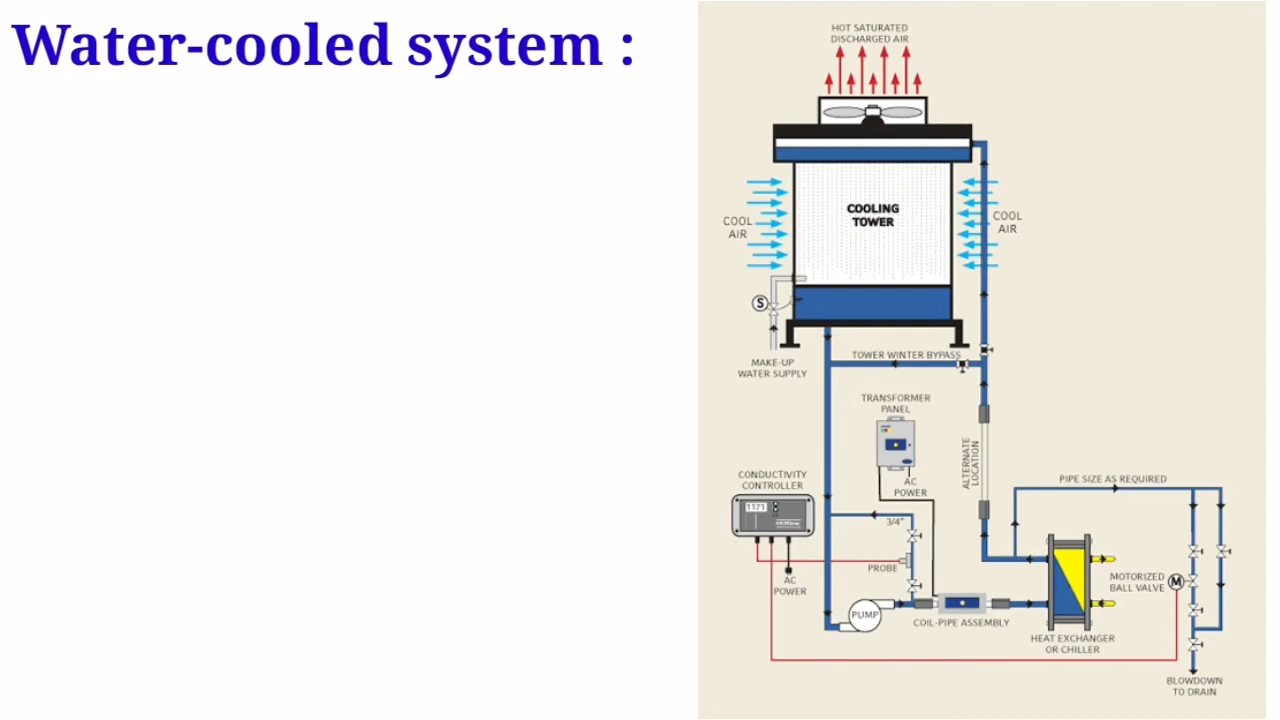 Water-cooled system :
HOT SATURATED
DISCHARGED AIR
COOLING
TOWER
COOL
AIR
COOL
AIR
S
MAKE-UP
WATER SUPPLY
TOWER WINTER BYPASS
TRANSFORMER
PANEL
AC
POWER
ALTERNATE
LOCATION
CONDUCTIVITY
CONTROLLER
1171
PIPE SIZE AS REQUIRED
3/4"
PROBE
AC
POWER
PUMP
COIL-PIPE ASSEMBLY
MOTORIZED
BALL VALVE
M
HEAT EXCHANGER
OR CHILLER
BLOWDOWN
TO DRAIN